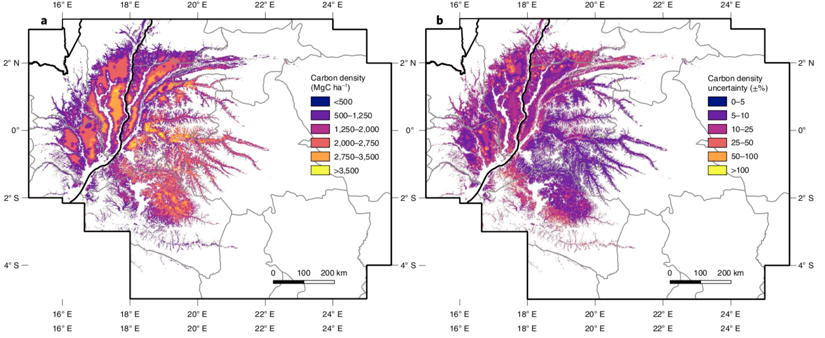 a
16° E 18° E 20° E 22° E 24° E
2° N
0°
2° S
4° S
Carbon density
(MgC ha⁻¹)
<500
500–1,250
1,250–2,000
2,000–2,750
2,750–3,500
>3,500
0 100 200 km
16° E 18° E 20° E 22° E 24° E
b
16° E 18° E 20° E 22° E 24° E
Carbon density
uncertainty (±%)
0–5
5–10
10–25
25–50
50–100
>100
2° N
0°
2° S
4° S
0 100 200 km
16° E 18° E 20° E 22° E 24° E